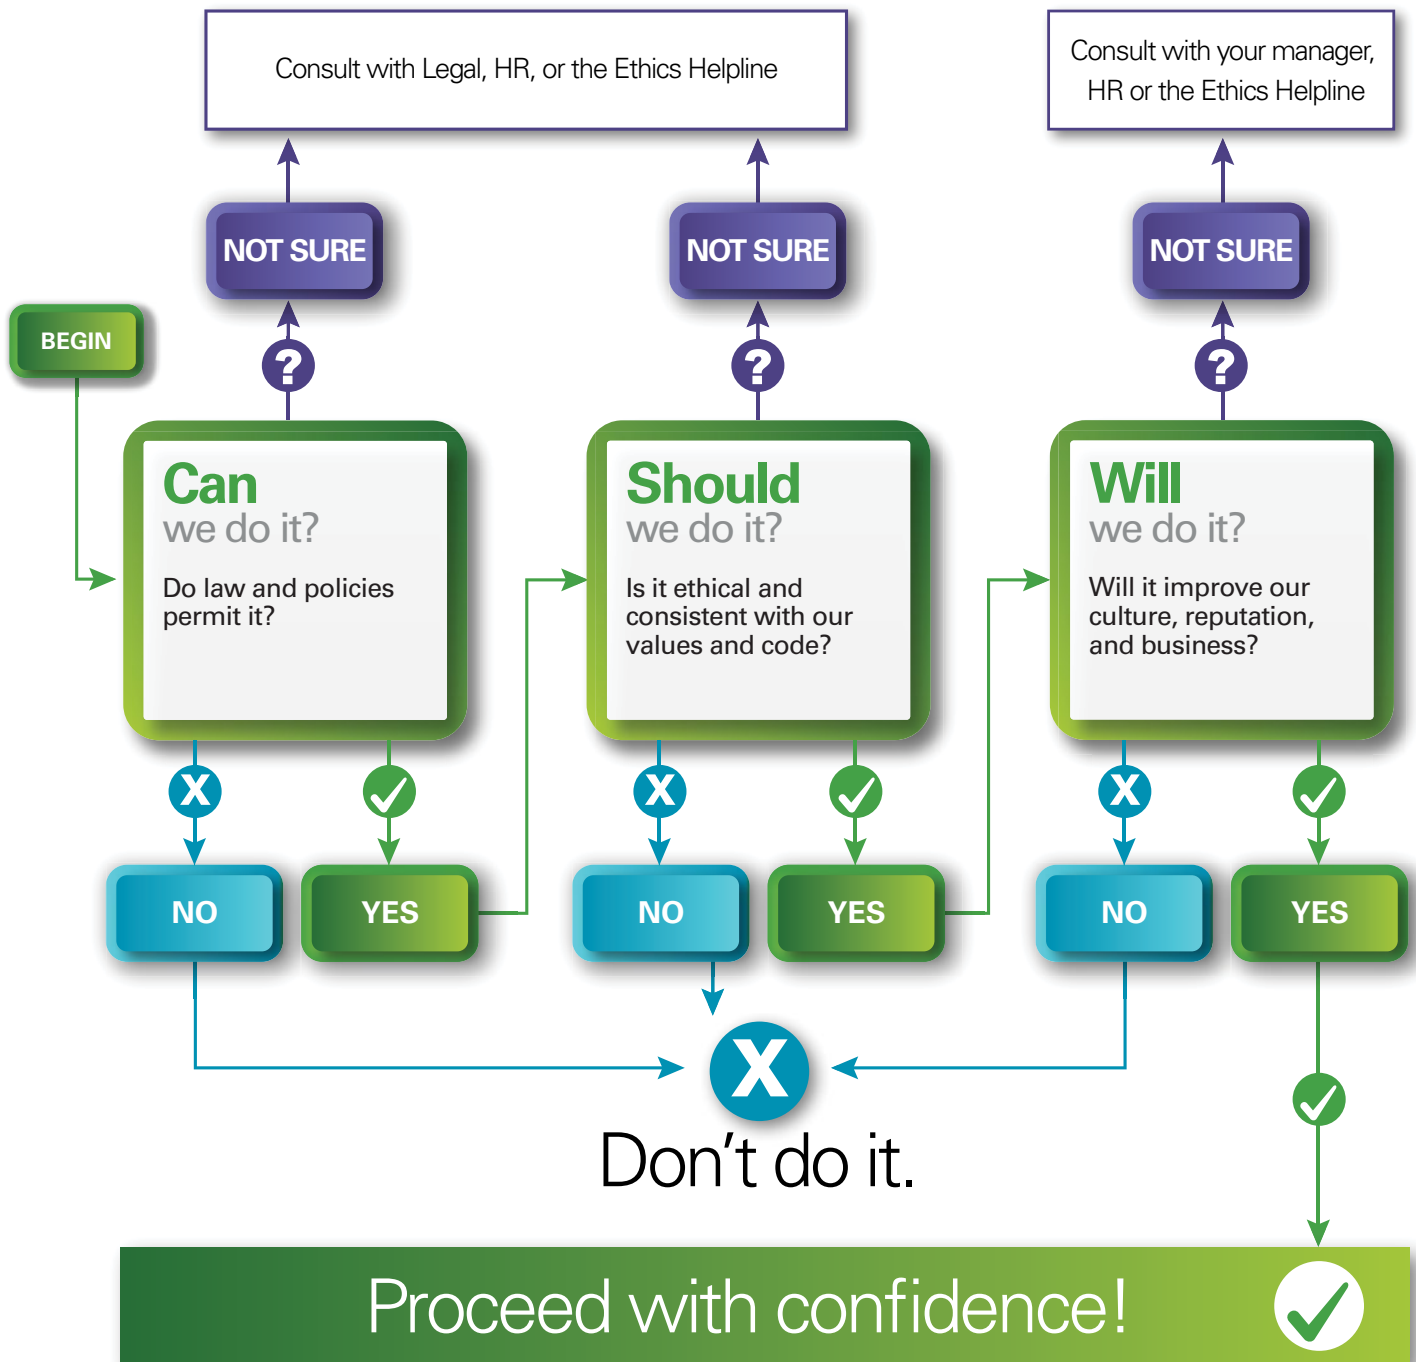 Consult with Legal, HR, or the Ethics Helpline
Consult with your manager,
HR or the Ethics Helpline
NOT SURE
NOT SURE
NOT SURE
BEGIN
?
?
?
Can
we do it?
Do law and policies
permit it?
Should
we do it?
Is it ethical and
consistent with our
values and code?
Will
we do it?
Will it improve our
culture, reputation,
and business?
X
X
X
NO
YES
NO
YES
NO
YES
X
Don't do it.
Proceed with confidence!